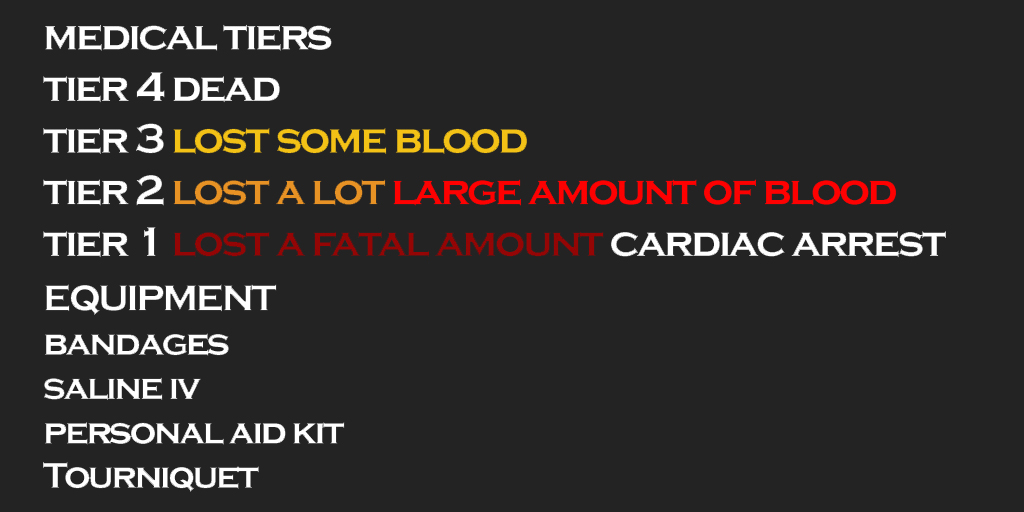 MEDICAL TIERS
TIER 4 DEAD
TIER 3 LOST SOME BLOOD
TIER 2 LOST A LOT LARGE AMOUNT OF BLOOD
TIER 1 LOST A FATAL AMOUNT CARDIAC ARREST
EQUIPMENT
BANDAGES
SALINE IV
PERSONAL AID KIT
TOURNIQUET